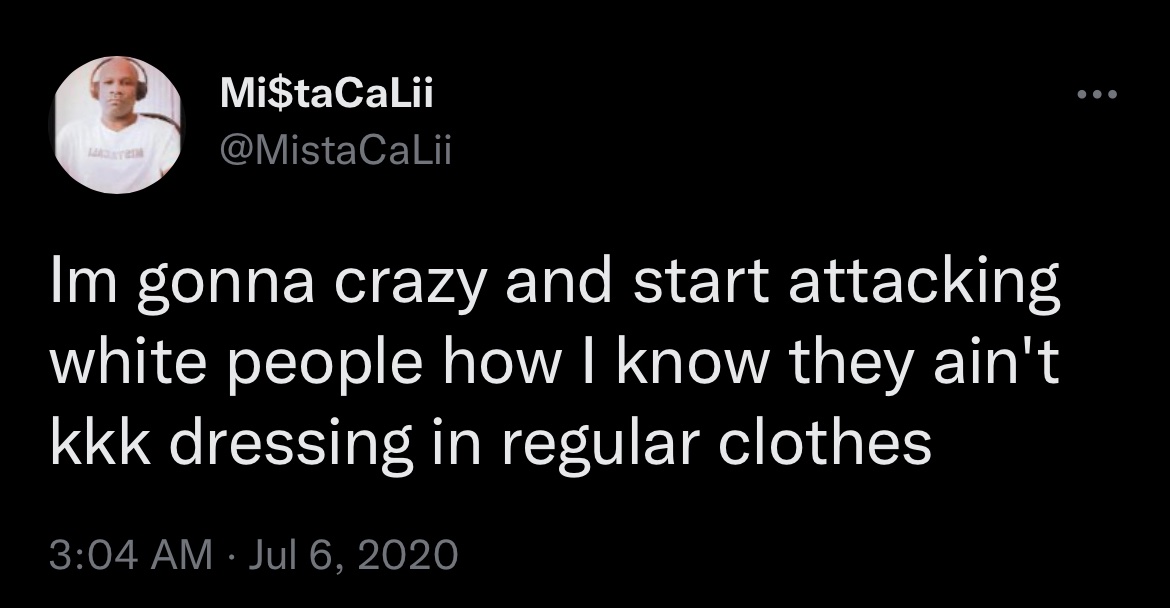 Mi$taCaLii
@MistaCaLii
Im gonna crazy and start attacking
white people how I know they ain't
kkk dressing in regular clothes
3:04 AM · Jul 6, 2020